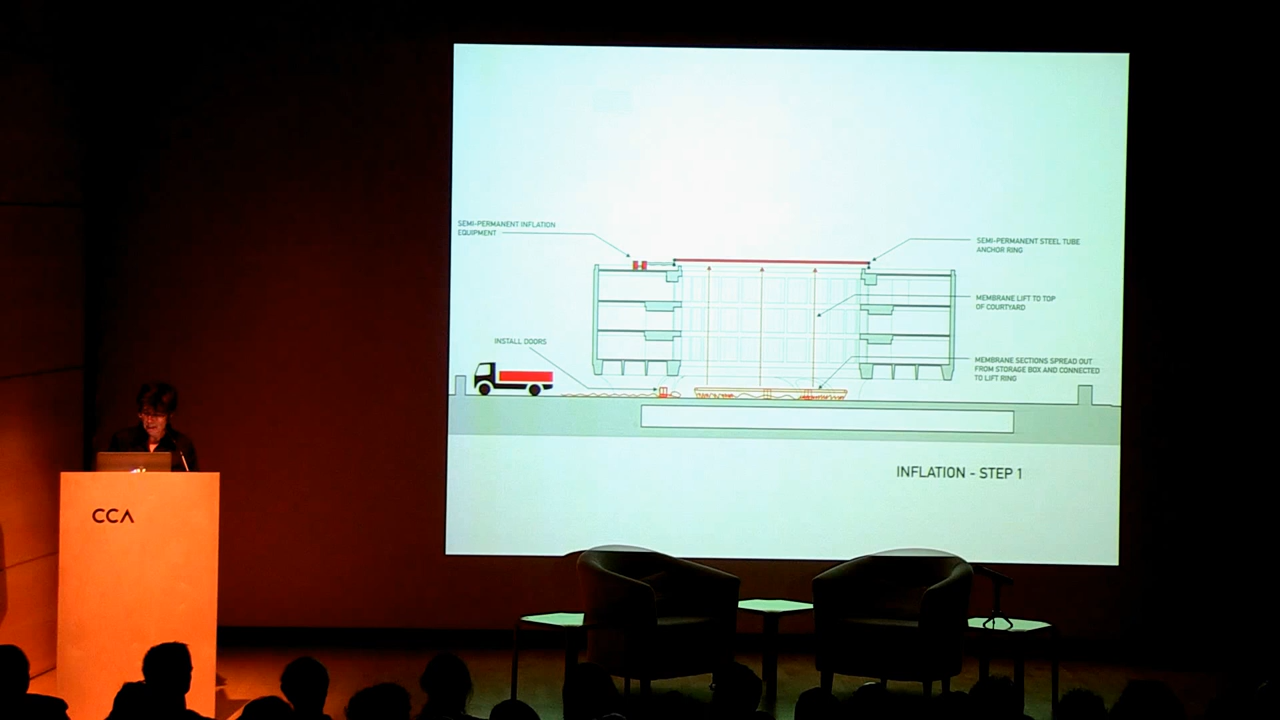 SEMI-PERMANENT INFLATION
EQUIPMENT
SEMI-PERMANENT STEEL TUBE
ANCHOR RING
MEMBRANE LIFT TO TOP
OF COURTYARD
INSTALL DOORS
MEMBRANE SECTIONS SPREAD OUT
FROM STORAGE BOX AND CONNECTED
TO LIFT RING
INFLATION - STEP 1
CCA